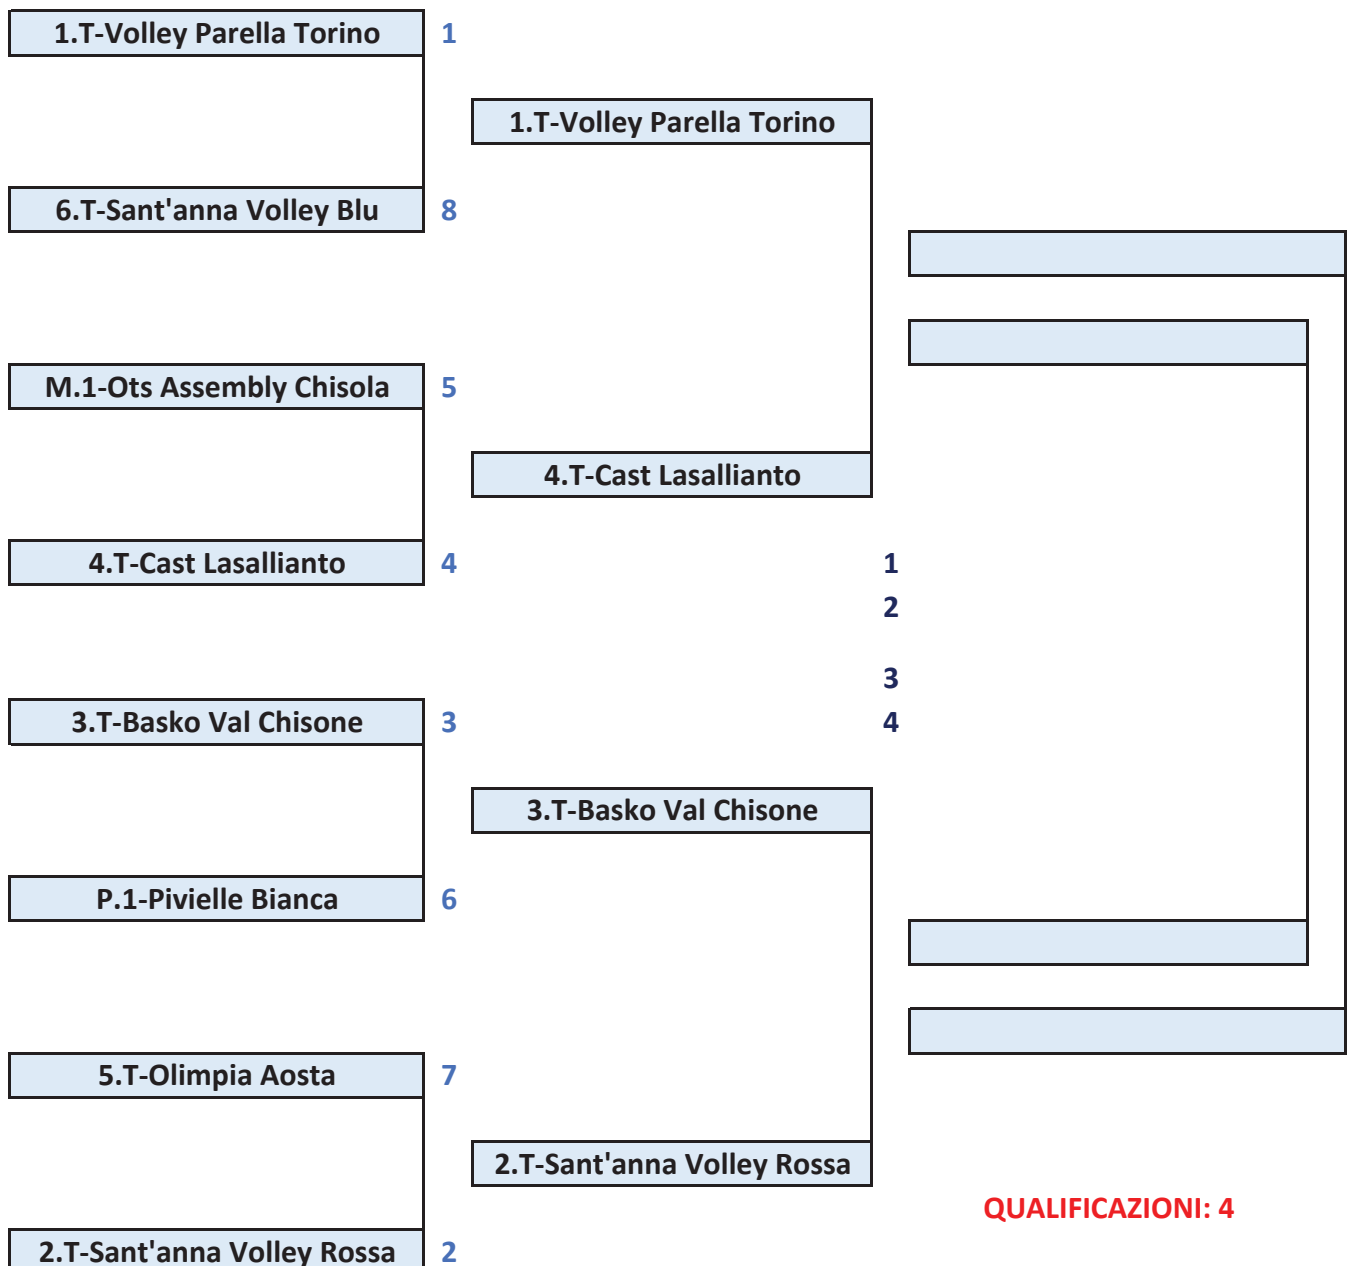 1.T-Volley Parella Torino 1
1.T-Volley Parella Torino
6.T-Sant'anna Volley Blu 8
M.1-Ots Assembly Chisola 5
4.T-Cast Lasallianto
4.T-Cast Lasallianto 4
1
2
3
3.T-Basko Val Chisone 3
4
3.T-Basko Val Chisone
P.1-Pivielle Bianca 6
5.T-Olimpia Aosta 7
2.T-Sant'anna Volley Rossa
QUALIFICAZIONI: 4
2.T-Sant'anna Volley Rossa 2